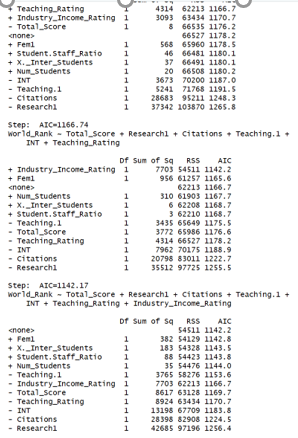 + Teaching_Rating 1 4314 62213 1166.7
+ Industry_Income_Rating 1 3093 63434 1170.7
- Total_Score 1 8 66535 1176.2
<none> 66527 1178.2
+ Fem1 1 568 65960 1178.5
+ Student.Staff_Ratio 1 46 66481 1180.1
+ X._Inter_Students 1 37 66491 1180.1
+ Num_Students 1 20 66508 1180.2
- INT 1 3673 70200 1187.0
- Teaching.1 1 5241 71768 1191.5
- Citations 1 28683 95211 1248.3
- Research1 1 37342 103870 1265.8
Step: AIC=1166.74
World_Rank ~ Total_Score + Research1 + Citations + Teaching.1 +
INT + Teaching_Rating
Df Sum of Sq RSS AIC
+ Industry_Income_Rating 1 7703 54511 1142.2
+ Fem1 1 956 61257 1165.6
<none> 62213 1166.7
+ Num_Students 1 310 61903 1167.7
+ X._Inter_Students 1 6 62208 1168.7
+ Student.Staff_Ratio 1 3 62210 1168.7
- Teaching.1 1 3435 65649 1175.5
- Total_Score 1 3772 65986 1176.6
- Teaching_Rating 1 4314 66527 1178.2
- INT 1 7962 70175 1188.9
- Citations 1 20798 83011 1222.7
- Research1 1 35512 97725 1255.5
Step: AIC=1142.17
World_Rank ~ Total_Score + Research1 + Citations + Teaching.1 +
INT + Teaching_Rating + Industry_Income_Rating
Df Sum of Sq RSS AIC
<none> 54511 1142.2
+ Fem1 1 382 54129 1142.8
+ X._Inter_Students 1 183 54328 1143.5
+ Student.Staff_Ratio 1 88 54423 1143.8
+ Num_Students 1 35 54476 1144.0
- Teaching.1 1 3765 58276 1153.6
- Industry_Income_Rating 1 7703 62213 1166.7
- Total_Score 1 8617 63128 1169.7
- Teaching_Rating 1 8924 63434 1170.7
- INT 1 13198 67709 1183.8
- Citations 1 28398 82908 1224.5
- Research1 1 42685 97196 1256.4